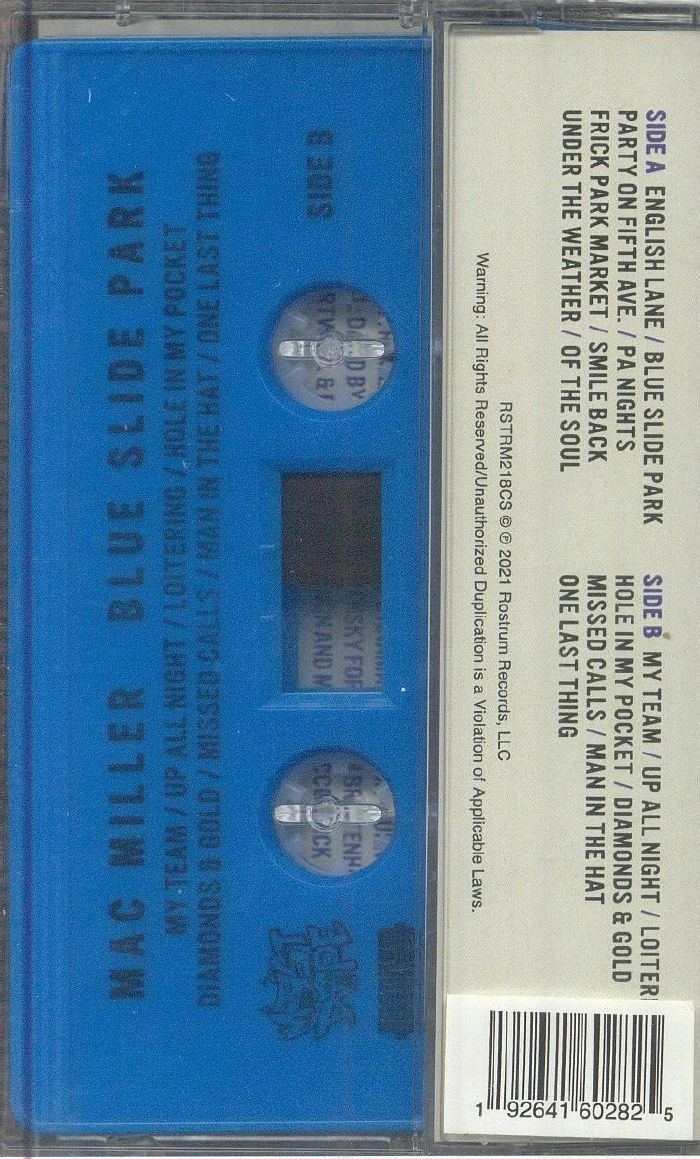 SIDE A ENGLISH LANE / BLUE SLIDE PARK
PARTY ON FIFTH AVE. / PA NIGHTS
FRICK PARK MARKET / SMILE BACK
UNDER THE WEATHER / OF THE SOUL
SIDE B MY TEAM / UP ALL NIGHT / LOITER
HOLE IN MY POCKET / DIAMONDS & GOLD
MISSED CALLS / MAN IN THE HAT
ONE LAST THING
RSTRM218CS © ℗ 2021 Rostrum Records, LLC
Warning: All Rights Reserved/Unauthorized Duplication is a Violation of Applicable Laws.
1 92641 60282 5
SIDE B
MY TEAM / UP ALL NIGHT / LOITERING / HOLE IN MY POCKET
DIAMONDS & GOLD / MISSED CALLS / MAN IN THE HAT / ONE LAST THING
MAC MILLER BLUE SLIDE PARK